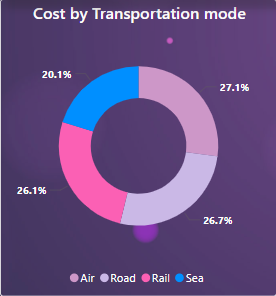 Cost by Transportation mode
20.1%
27.1%
26.1%
26.7%
Air Road Rail Sea